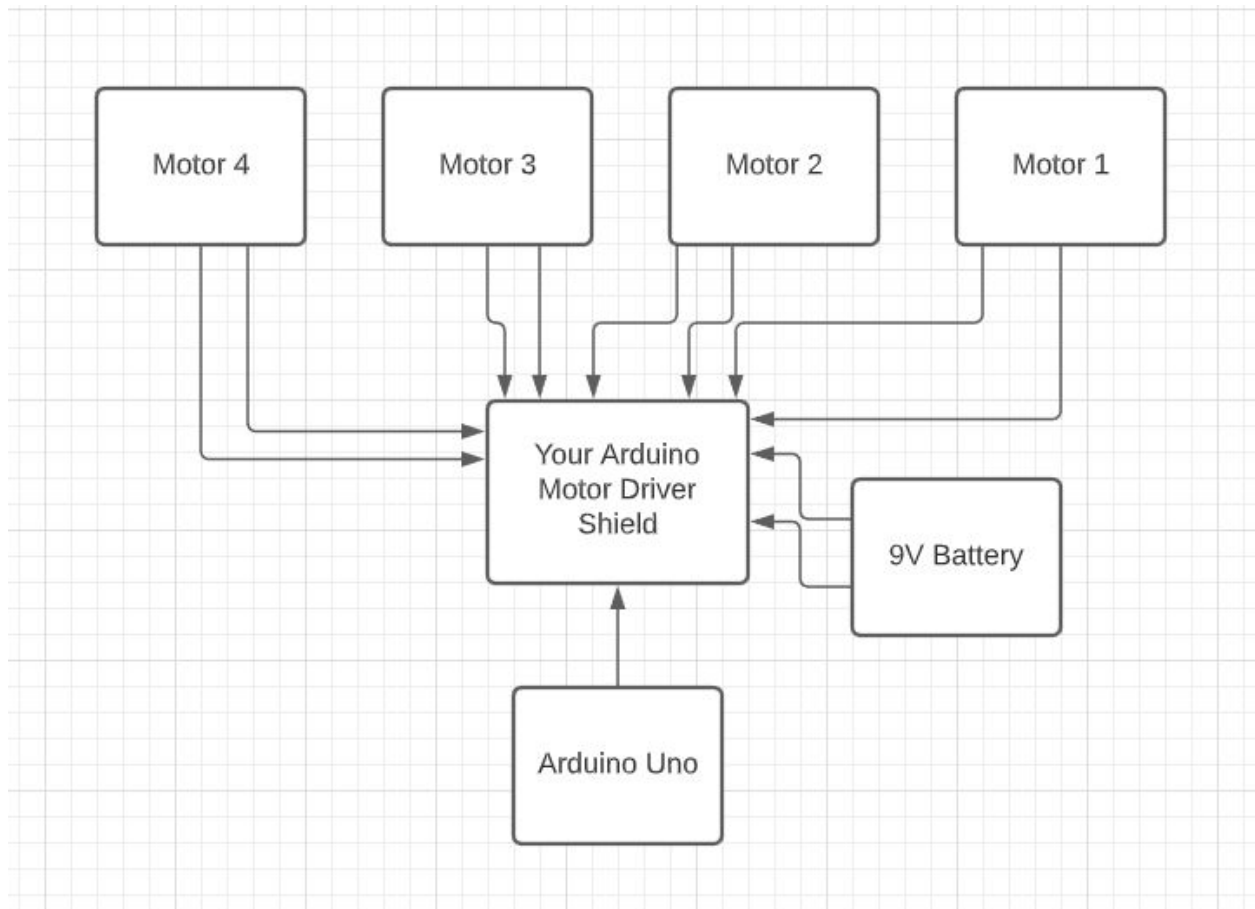 Motor 4
Motor 3
Motor 2
Motor 1
Your Arduino
Motor Driver
Shield
9V Battery
Arduino Uno